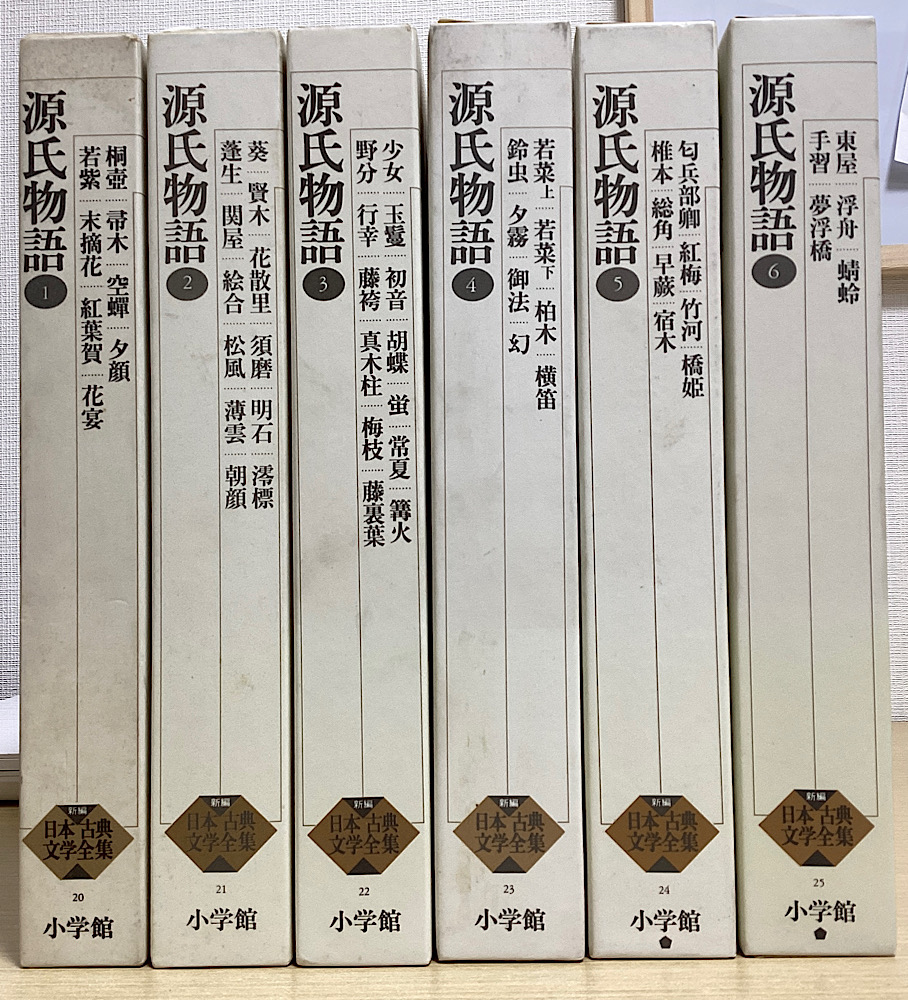 源氏物語
1
桐壺 帚木 空蟬 夕顔
若紫 末摘花 紅葉賀 花宴
新編
日本古典
文学全集
20
小学館
源氏物語
2
葵 賢木 花散里 須磨 明石 澪標
蓬生 関屋 絵合 松風 薄雲 朝顔
新編
日本古典
文学全集
21
小学館
源氏物語
3
少女 玉鬘 初音 胡蝶 蛍 常夏 篝火
野分 行幸 藤袴 真木柱 梅枝 藤裏葉
新編
日本古典
文学全集
22
小学館
源氏物語
4
若菜上 若菜下 柏木 横笛
鈴虫 夕霧 御法 幻
新編
日本古典
文学全集
23
小学館
源氏物語
5
匂兵部卿 紅梅 竹河 橋姫
椎本 総角 早蕨 宿木
新編
日本古典
文学全集
24
小学館
源氏物語
6
東屋 浮舟 蜻蛉
手習 夢浮橋
新編
日本古典
文学全集
25
小学館